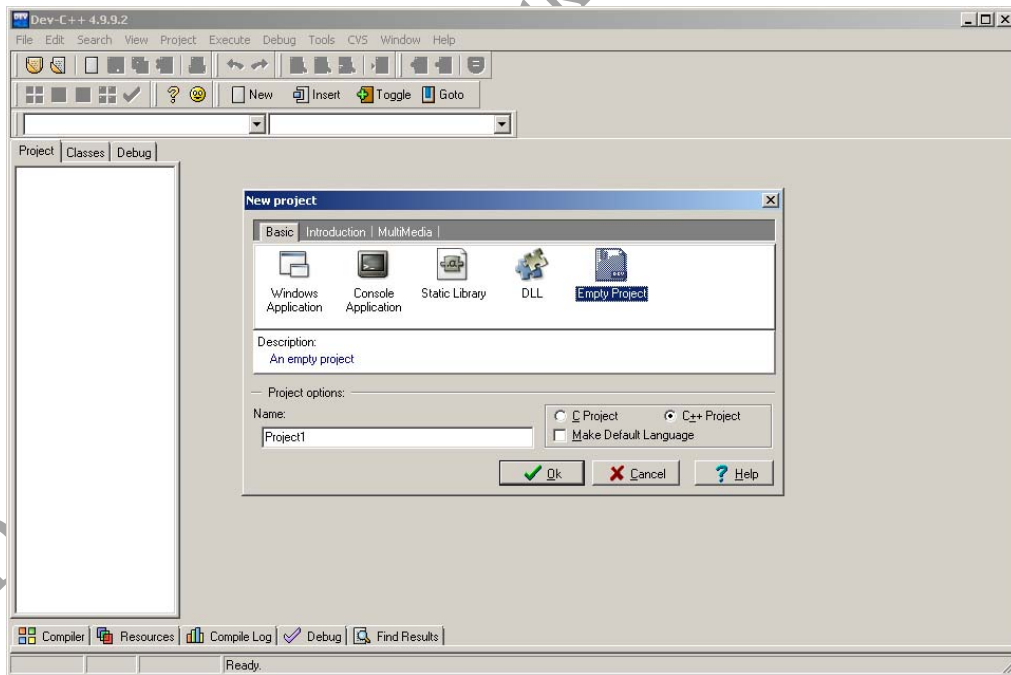 Dev-C++ 4.9.9.2
File Edit Search View Project Execute Debug Tools CVS Window Help
New Insert Toggle Goto
Project Classes Debug
New project
Basic Introduction MultiMedia
Windows Application
Console Application
Static Library
DLL
Empty Project
Description:
An empty project
Project options:
Name:
Project1
C Project C++ Project
Make Default Language
Ok Cancel Help
Compiler Resources Compile Log Debug Find Results
Ready.